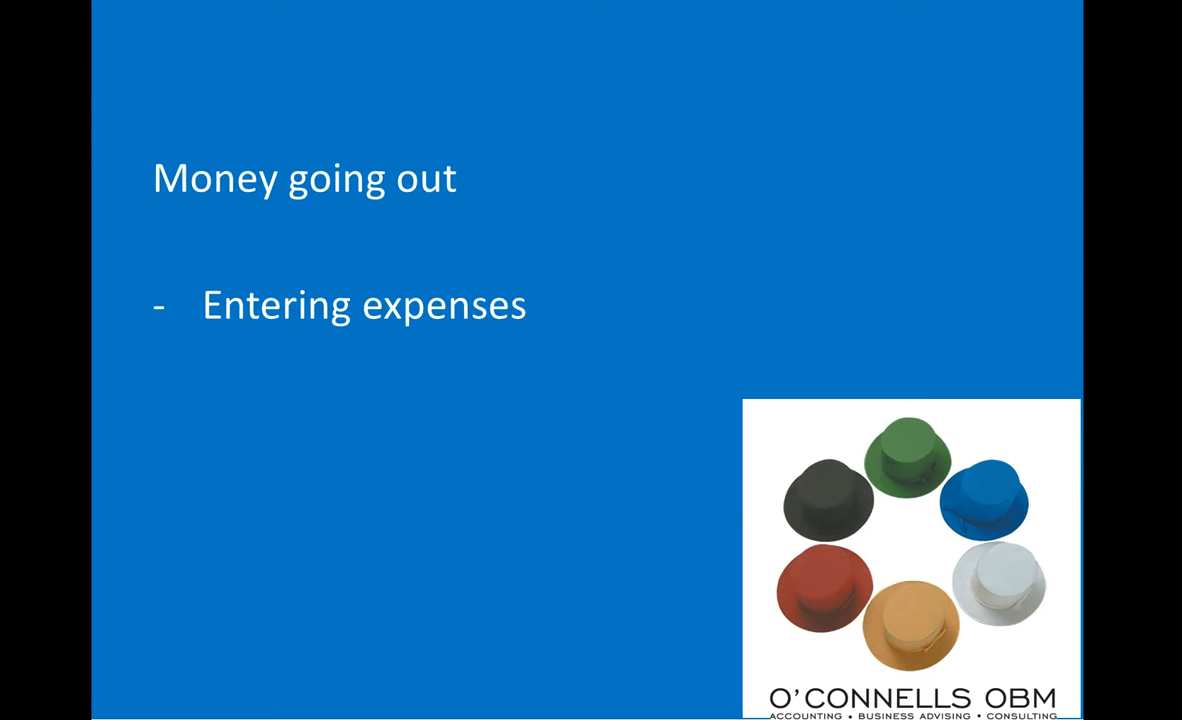 Money going out
- Entering expenses
O'CONNELLS OBM
ACCOUNTING • BUSINESS ADVISING • CONSULTING